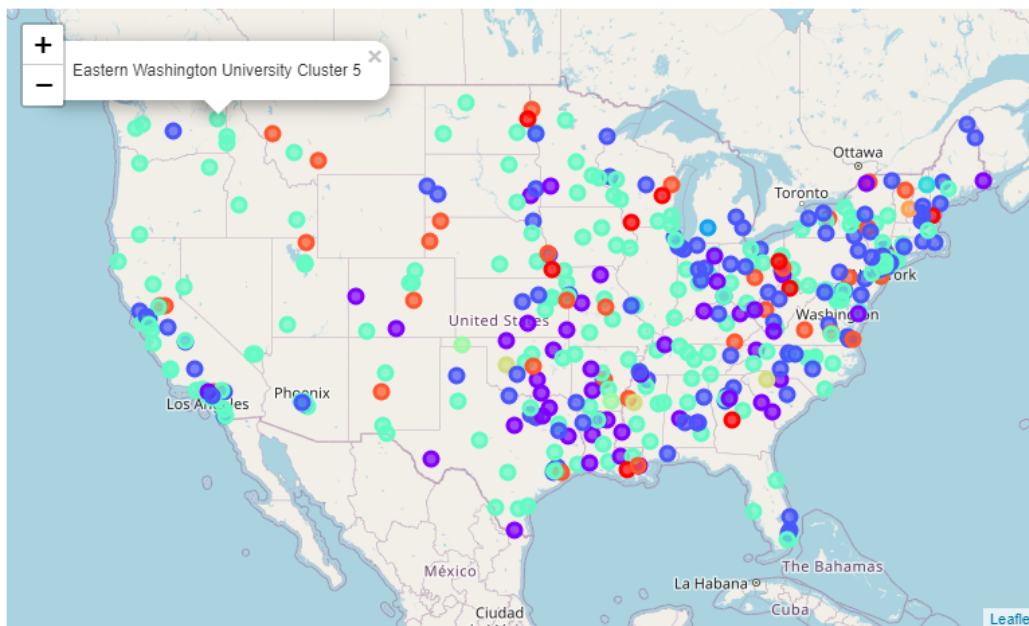 +
−
Eastern Washington University Cluster 5
×
Ottawa
Toronto
Washington
United States
Phoenix
México
La Habana
The Bahamas
Cuba
Ciudad
Leafle